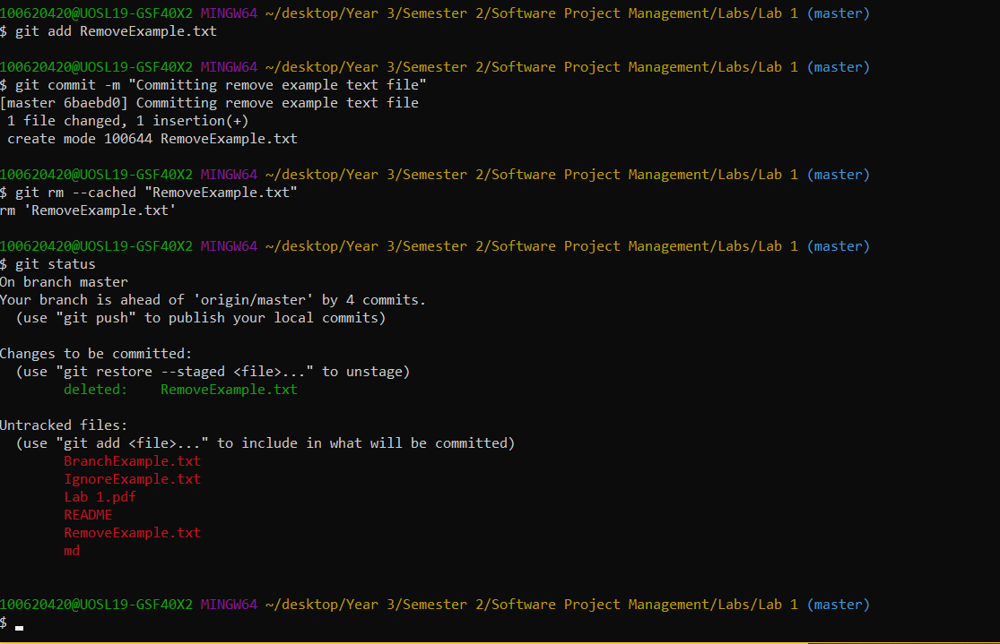 100620420@UOSL19-GSF40X2 MINGW64 ~/desktop/Year 3/Semester 2/Software Project Management/Labs/Lab 1 (master)
$ git add RemoveExample.txt
100620420@UOSL19-GSF40X2 MINGW64 ~/desktop/Year 3/Semester 2/Software Project Management/Labs/Lab 1 (master)
$ git commit -m "Committing remove example text file"
[master 6baebd0] Committing remove example text file
 1 file changed, 1 insertion(+)
 create mode 100644 RemoveExample.txt
100620420@UOSL19-GSF40X2 MINGW64 ~/desktop/Year 3/Semester 2/Software Project Management/Labs/Lab 1 (master)
$ git rm --cached "RemoveExample.txt"
rm 'RemoveExample.txt'
100620420@UOSL19-GSF40X2 MINGW64 ~/desktop/Year 3/Semester 2/Software Project Management/Labs/Lab 1 (master)
$ git status
On branch master
Your branch is ahead of 'origin/master' by 4 commits.
  (use "git push" to publish your local commits)
Changes to be committed:
  (use "git restore --staged <file>..." to unstage)
        deleted:    RemoveExample.txt
Untracked files:
  (use "git add <file>..." to include in what will be committed)
        BranchExample.txt
        IgnoreExample.txt
        Lab 1.pdf
        README
        RemoveExample.txt
        md
100620420@UOSL19-GSF40X2 MINGW64 ~/desktop/Year 3/Semester 2/Software Project Management/Labs/Lab 1 (master)
$